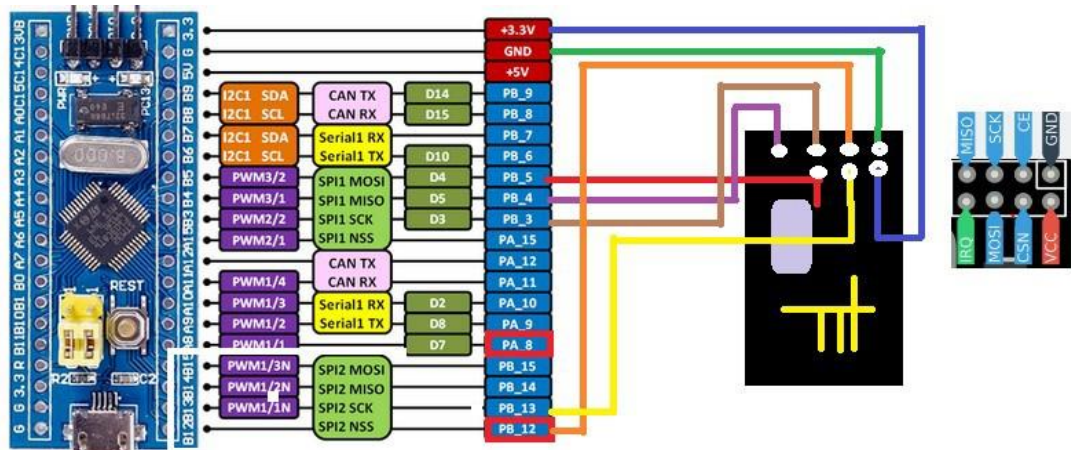 VB C13 C14 C15 A0 A1 A2 A3 A4 A5 A6 A7 B0 B1 B10 B11 R 3.3 G G
PWR
PC13
8.000
REST
R2
C2
3.3 G 5V B9 B8 B7 B6 B5 B4 B3 A15 A12 A11 A10 A9 A8 B15 B14 B13 B12
+3.3V
GND
+5V
I2C1 SDA CAN TX D14 PB_9
I2C1 SCL CAN RX D15 PB_8
I2C1 SDA Serial1 RX PB_7
I2C1 SCL Serial1 TX D10 PB_6
PWM3/2 SPI1 MOSI D4 PB_5
PWM3/1 SPI1 MISO D5 PB_4
PWM2/2 SPI1 SCK D3 PB_3
PWM2/1 SPI1 NSS PA_15
CAN TX PA_12
PWM1/4 CAN RX PA_11
PWM1/3 Serial1 RX D2 PA_10
PWM1/2 Serial1 TX D8 PA_9
PWM1/1 D7 PA_8
PWM1/3N SPI2 MOSI PB_15
PWM1/2N SPI2 MISO PB_14
PWM1/1N SPI2 SCK PB_13
SPI2 NSS PB_12
MISO SCK CE GND
IRQ MOSI CSN VCC